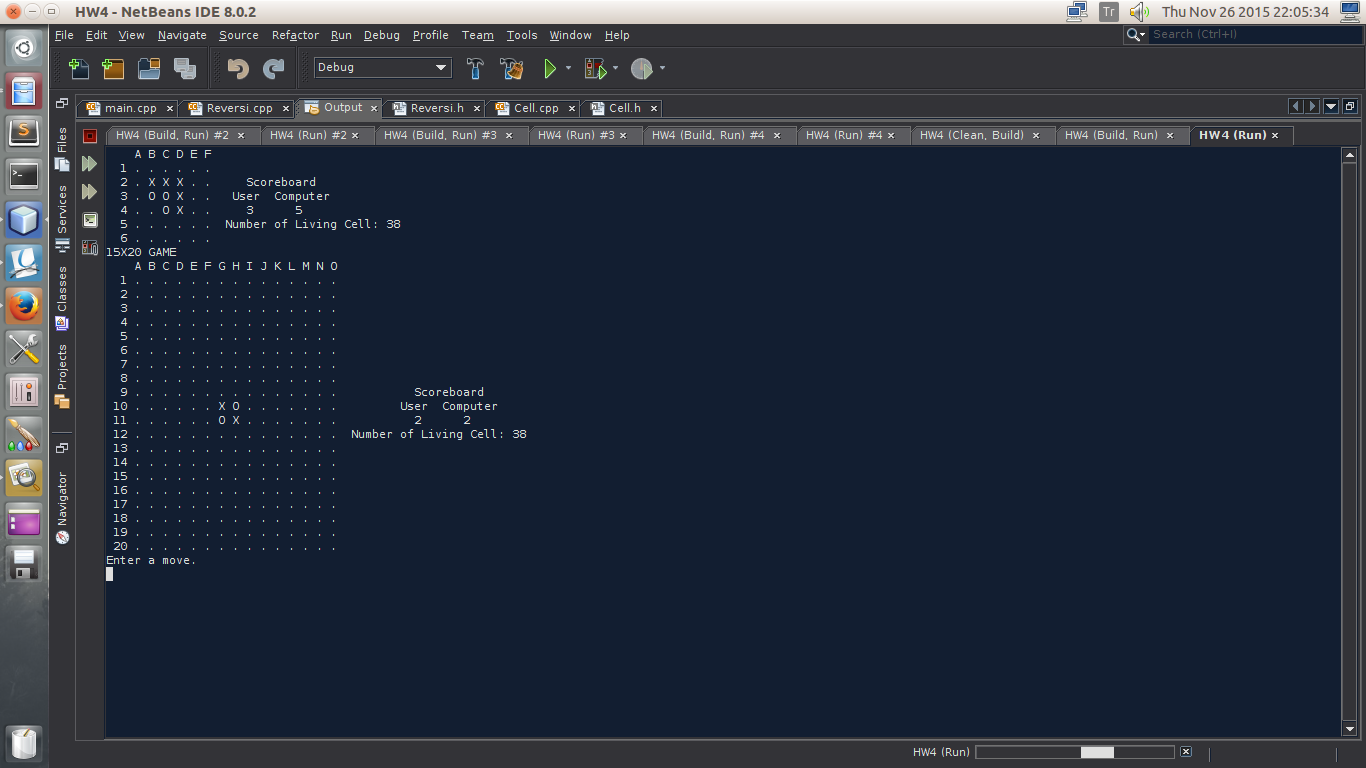 HW4 - NetBeans IDE 8.0.2 Tr Thu Nov 26 2015 22:05:34
File Edit View Navigate Source Refactor Run Debug Profile Team Tools Window Help Search (Ctrl+I)
Debug
main.cpp Reversi.cpp Output Reversi.h Cell.cpp Cell.h
HW4 (Build, Run) #2 HW4 (Run) #2 HW4 (Build, Run) #3 HW4 (Run) #3 HW4 (Build, Run) #4 HW4 (Run) #4 HW4 (Clean, Build) HW4 (Build, Run) HW4 (Run)
Files
Services
Classes
Projects
Navigator
A B C D E F
1 . . . . . .
2 . X X X . . Scoreboard
3 . O O X . . User Computer
4 . . O X . . 3 5
5 . . . . . . Number of Living Cell: 38
6 . . . . . .
15X20 GAME
A B C D E F G H I J K L M N O
1 . . . . . . . . . . . . . . .
2 . . . . . . . . . . . . . . .
3 . . . . . . . . . . . . . . .
4 . . . . . . . . . . . . . . .
5 . . . . . . . . . . . . . . .
6 . . . . . . . . . . . . . . .
7 . . . . . . . . . . . . . . .
8 . . . . . . . . . . . . . . .
9 . . . . . . . . . . . . . . . Scoreboard
10 . . . . . . X O . . . . . . . User Computer
11 . . . . . . O X . . . . . . . 2 2
12 . . . . . . . . . . . . . . . Number of Living Cell: 38
13 . . . . . . . . . . . . . . .
14 . . . . . . . . . . . . . . .
15 . . . . . . . . . . . . . . .
16 . . . . . . . . . . . . . . .
17 . . . . . . . . . . . . . . .
18 . . . . . . . . . . . . . . .
19 . . . . . . . . . . . . . . .
20 . . . . . . . . . . . . . . .
Enter a move.
HW4 (Run)